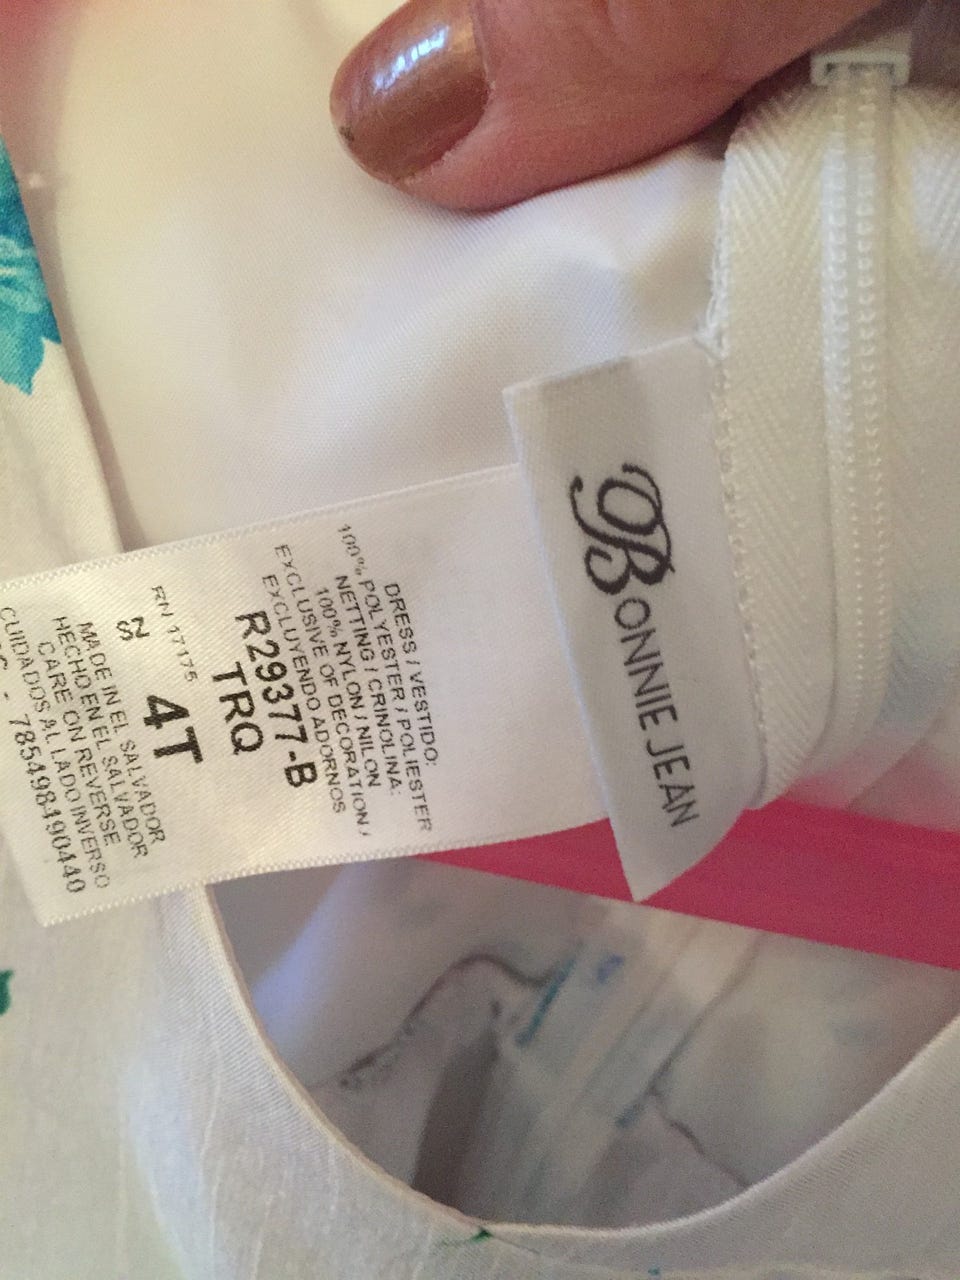 BONNIE JEAN
DRESS / VESTIDO:
100% POLYESTER / POLIESTER
NETTING / CRINOLINA:
100% NYLON / NILON
EXCLUSIVE OF DECORATION /
EXCLUYENDO ADORNOS
R29377-B
TRQ
4T
RN 17175
MADE IN EL SALVADOR
HECHO EN EL SALVADOR
CARE ON REVERSE
CUIDADOS AL LADO INVERSO